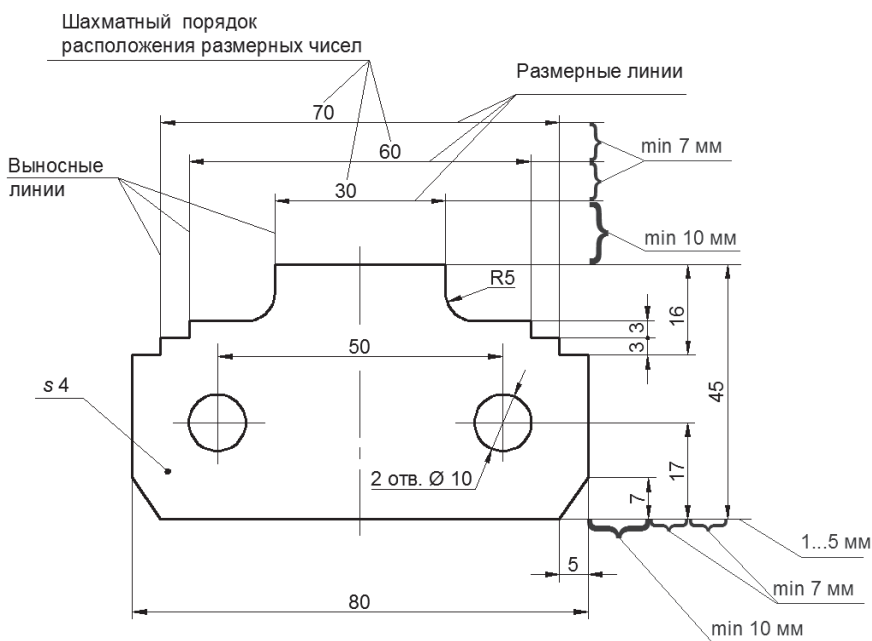 Шахматный порядок
расположения размерных чисел
Размерные линии
70
60
min 7 мм
Выносные
линии
30
min 10 мм
R5
3
16
3
50
s 4
45
2 отв. Ø 10
17
7
1...5 мм
5
min 7 мм
80
min 10 мм